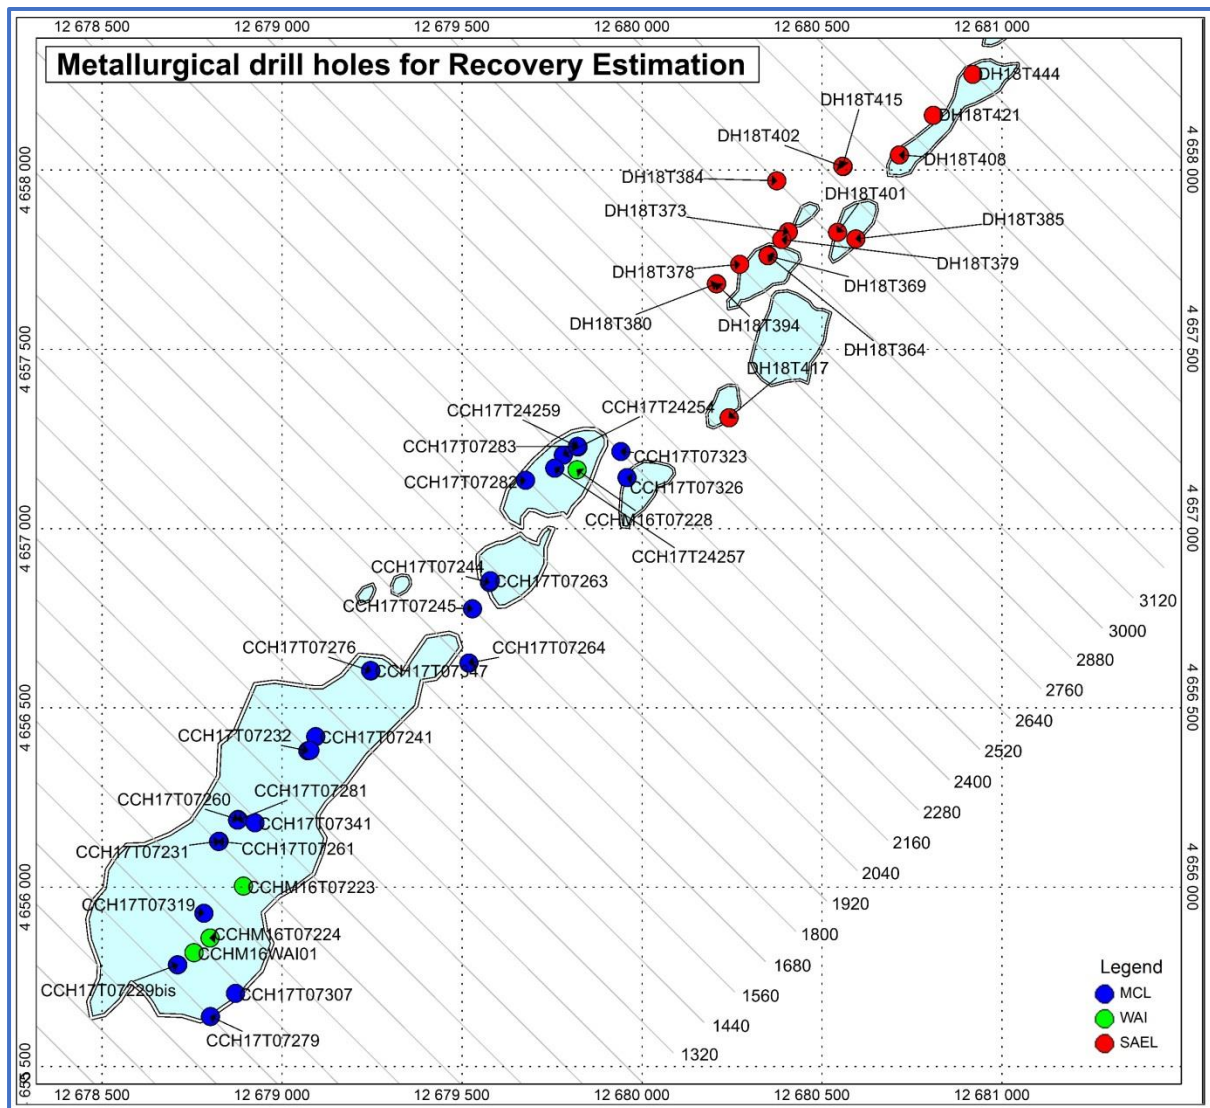 12 678 500
12 679 000
12 679 500
12 680 000
12 680 500
12 681 000
Metallurgical drill holes for Recovery Estimation
DH18T444
DH18T415
DH18T421
DH18T402
DH18T408
4 658 000
4 658 000
DH18T384
DH18T401
DH18T373
DH18T385
DH18T379
DH18T378
DH18T369
DH18T380
DH18T394
DH18T364
4 657 500
4 657 500
DH18T417
CCH17T24259
CCH17T24254
CCH17T07283
CCH17T07323
CCH17T07282
CCH17T07326
CCHM16T07228
4 657 000
4 657 000
CCH17T24257
CCH17T07244
CCH17T07263
CCH17T07245
3120
3000
CCH17T07276
CCH17T07264
2880
CCH17T07347
2760
4 656 500
4 656 500
2640
CCH17T07232
CCH17T07241
2520
2400
CCH17T07260
CCH17T07281
2280
CCH17T07341
2160
CCH17T07231
CCH17T07261
2040
4 656 000
4 656 000
CCHM16T07223
1920
CCH17T07319
1800
CCHM16T07224
CCHM16WAI01
1680
CCH17T07229bis
CCH17T07307
1560
1440
CCH17T07279
1320
Legend
MCL
WAI
SAEL
4 655 500
4 655 500
12 678 500
12 679 000
12 679 500
12 680 000
12 680 500
12 681 000